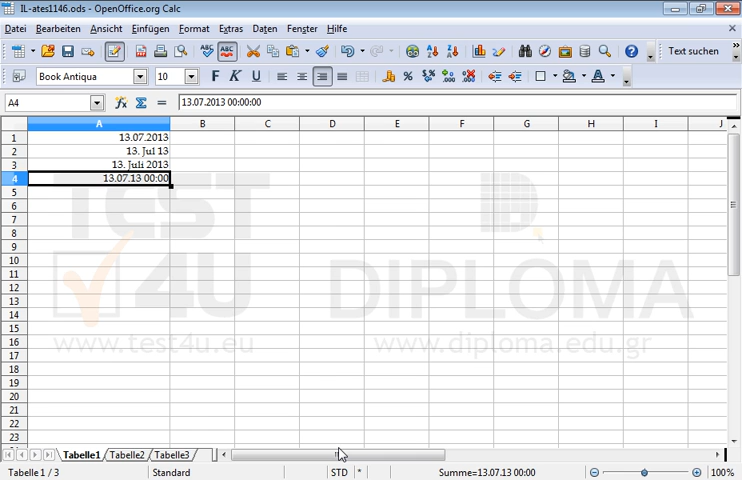 IL-ates1146.ods - OpenOffice.org Calc
Datei Bearbeiten Ansicht Einfügen Format Extras Daten Fenster Hilfe
Text suchen
Book Antiqua 10 F K U
A4 13.07.2013 00:00:00
A B C D E F G H I J
1 13.07.2013
2 13. Jul 13
3 13. Juli 2013
4 13.07.13 00:00
5
6
7
8
9
10
11
12
13
14
15
16
17
18
19
20
21
22
23
TEST
4U
DIPLOMA
www.test4u.eu
www.diploma.edu.gr
Tabelle1 Tabelle2 Tabelle3
Tabelle 1 / 3 Standard STD * Summe=13.07.13 00:00 100%